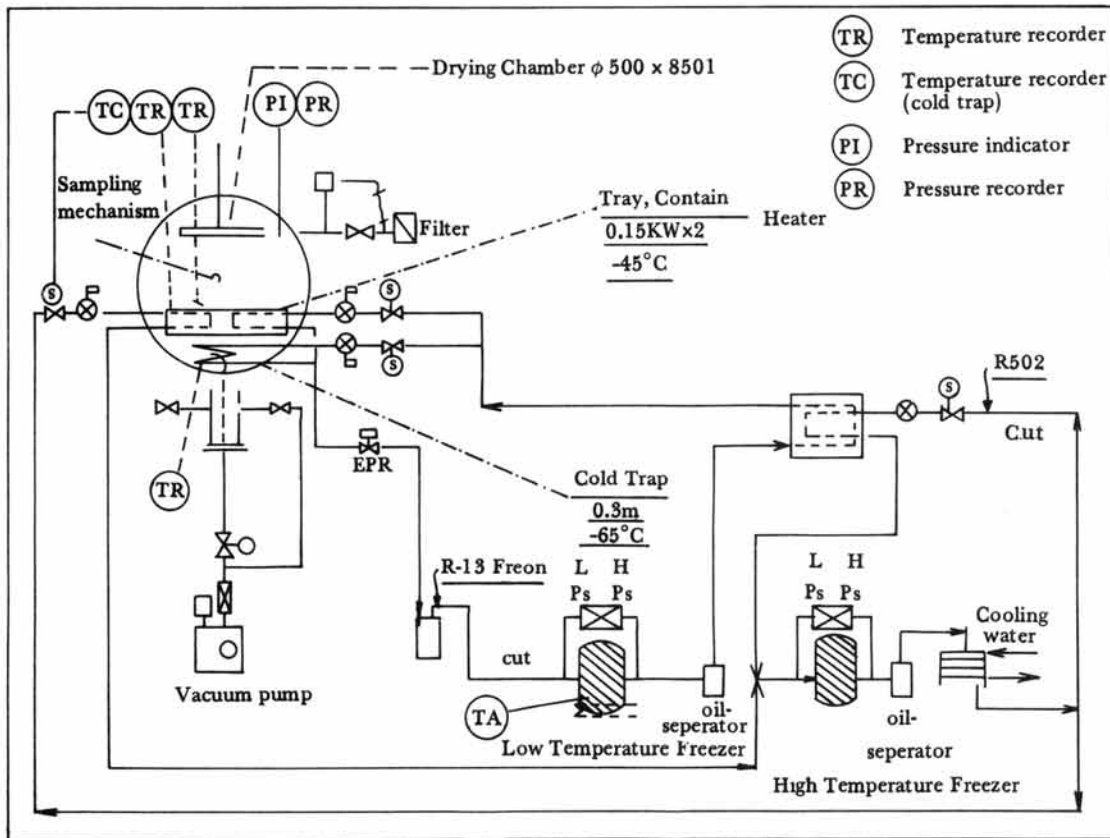 TR Temperature recorder
TC Temperature recorder
(cold trap)
PI Pressure indicator
PR Pressure recorder
Drying Chamber φ 500 x 8501
TC TR TR
PI PR
Sampling
mechanism
Filter
Tray, Contain
Heater
0.15KWx2
-45°C
S
S
S
S
R502
Cut
EPR
TR
Cold Trap
0.3m
-65°C
R-13 Freon
L H
Ps Ps
L H
Ps Ps
Cooling
water
cut
Vacuum pump
TA
oil-
seperator
Low Temperature Freezer
oil-
seperator
High Temperature Freezer